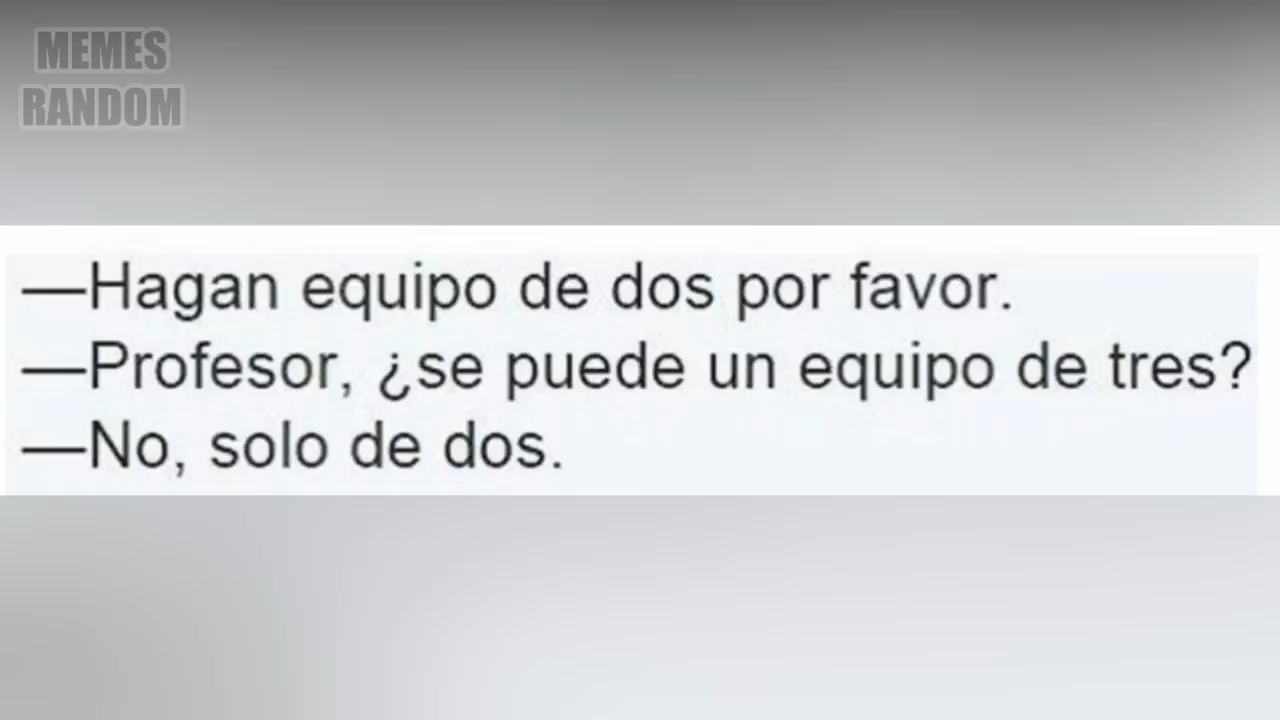 MEMES
RANDOM
—Hagan equipo de dos por favor.
—Profesor, ¿se puede un equipo de tres?
—No, solo de dos.